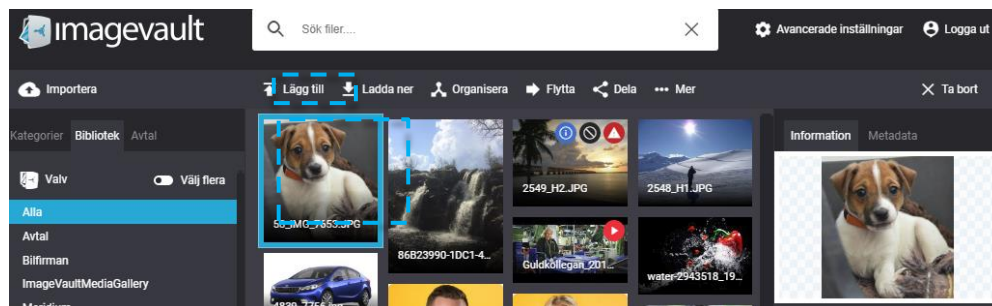 imagevault
Sök filer....
Avancerade inställningar
Logga ut
Importera
Lägg till
Ladda ner
Organisera
Flytta
Dela
Mer
Ta bort
Kategorier
Bibliotek
Avtal
Information
Metadata
Valv
Välj flera
Alla
Avtal
Bilfirman
ImageVaultMediaGallery
Meridium
2549_H2.JPG
2548_H1.JPG
86B23990-1DC1-4...
Guldkollegan_201...
water-2943518_19...